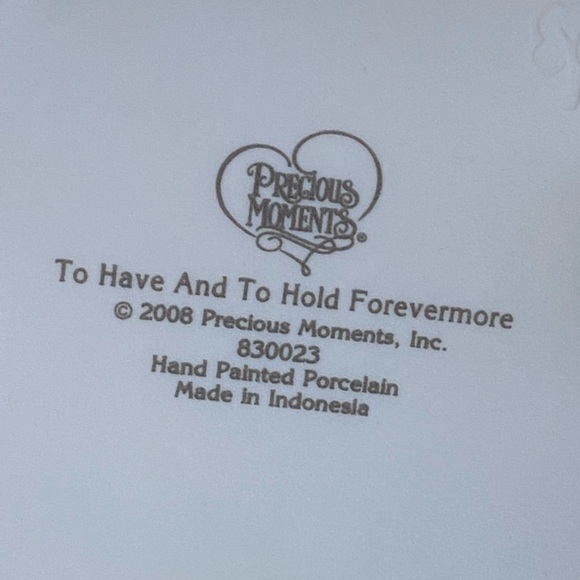 PRECIOUS
MOMENTS®
To Have And To Hold Forevermore
© 2008 Precious Moments, Inc.
830023
Hand Painted Porcelain
Made in Indonesia